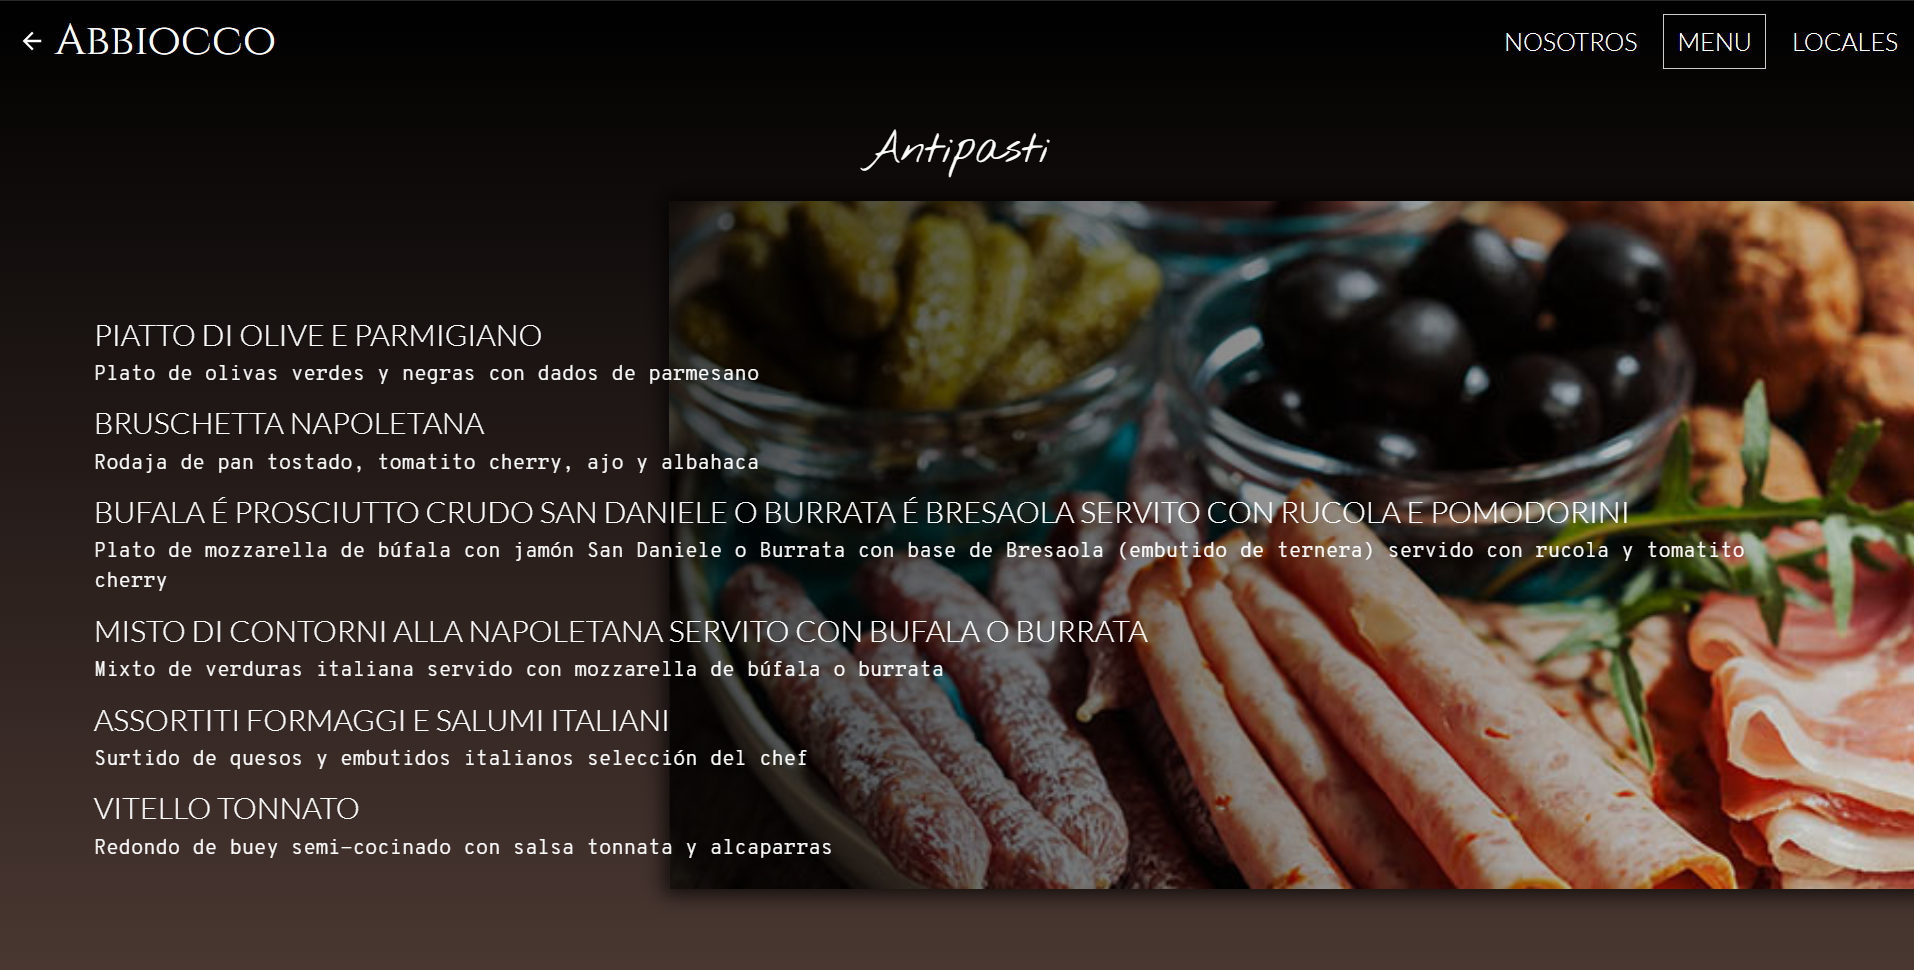 ABBIOCCO
NOSOTROS
MENU
LOCALES
Antipasti
PIATTO DI OLIVE E PARMIGIANO
Plato de olivas verdes y negras con dados de parmesano
BRUSCHETTA NAPOLETANA
Rodaja de pan tostado, tomatito cherry, ajo y albahaca
BUFALA É PROSCIUTTO CRUDO SAN DANIELE O BURRATA É BRESAOLA SERVITO CON RUCOLA E POMODORINI
Plato de mozzarella de búfala con jamón San Daniele o Burrata con base de Bresaola (embutido de ternera) servido con rucola y tomatito
cherry
MISTO DI CONTORNI ALLA NAPOLETANA SERVITO CON BUFALA O BURRATA
Mixto de verduras italiana servido con mozzarella de búfala o burrata
ASSORTITI FORMAGGI E SALUMI ITALIANI
Surtido de quesos y embutidos italianos selección del chef
VITELLO TONNATO
Redondo de buey semi-cocinado con salsa tonnata y alcaparras